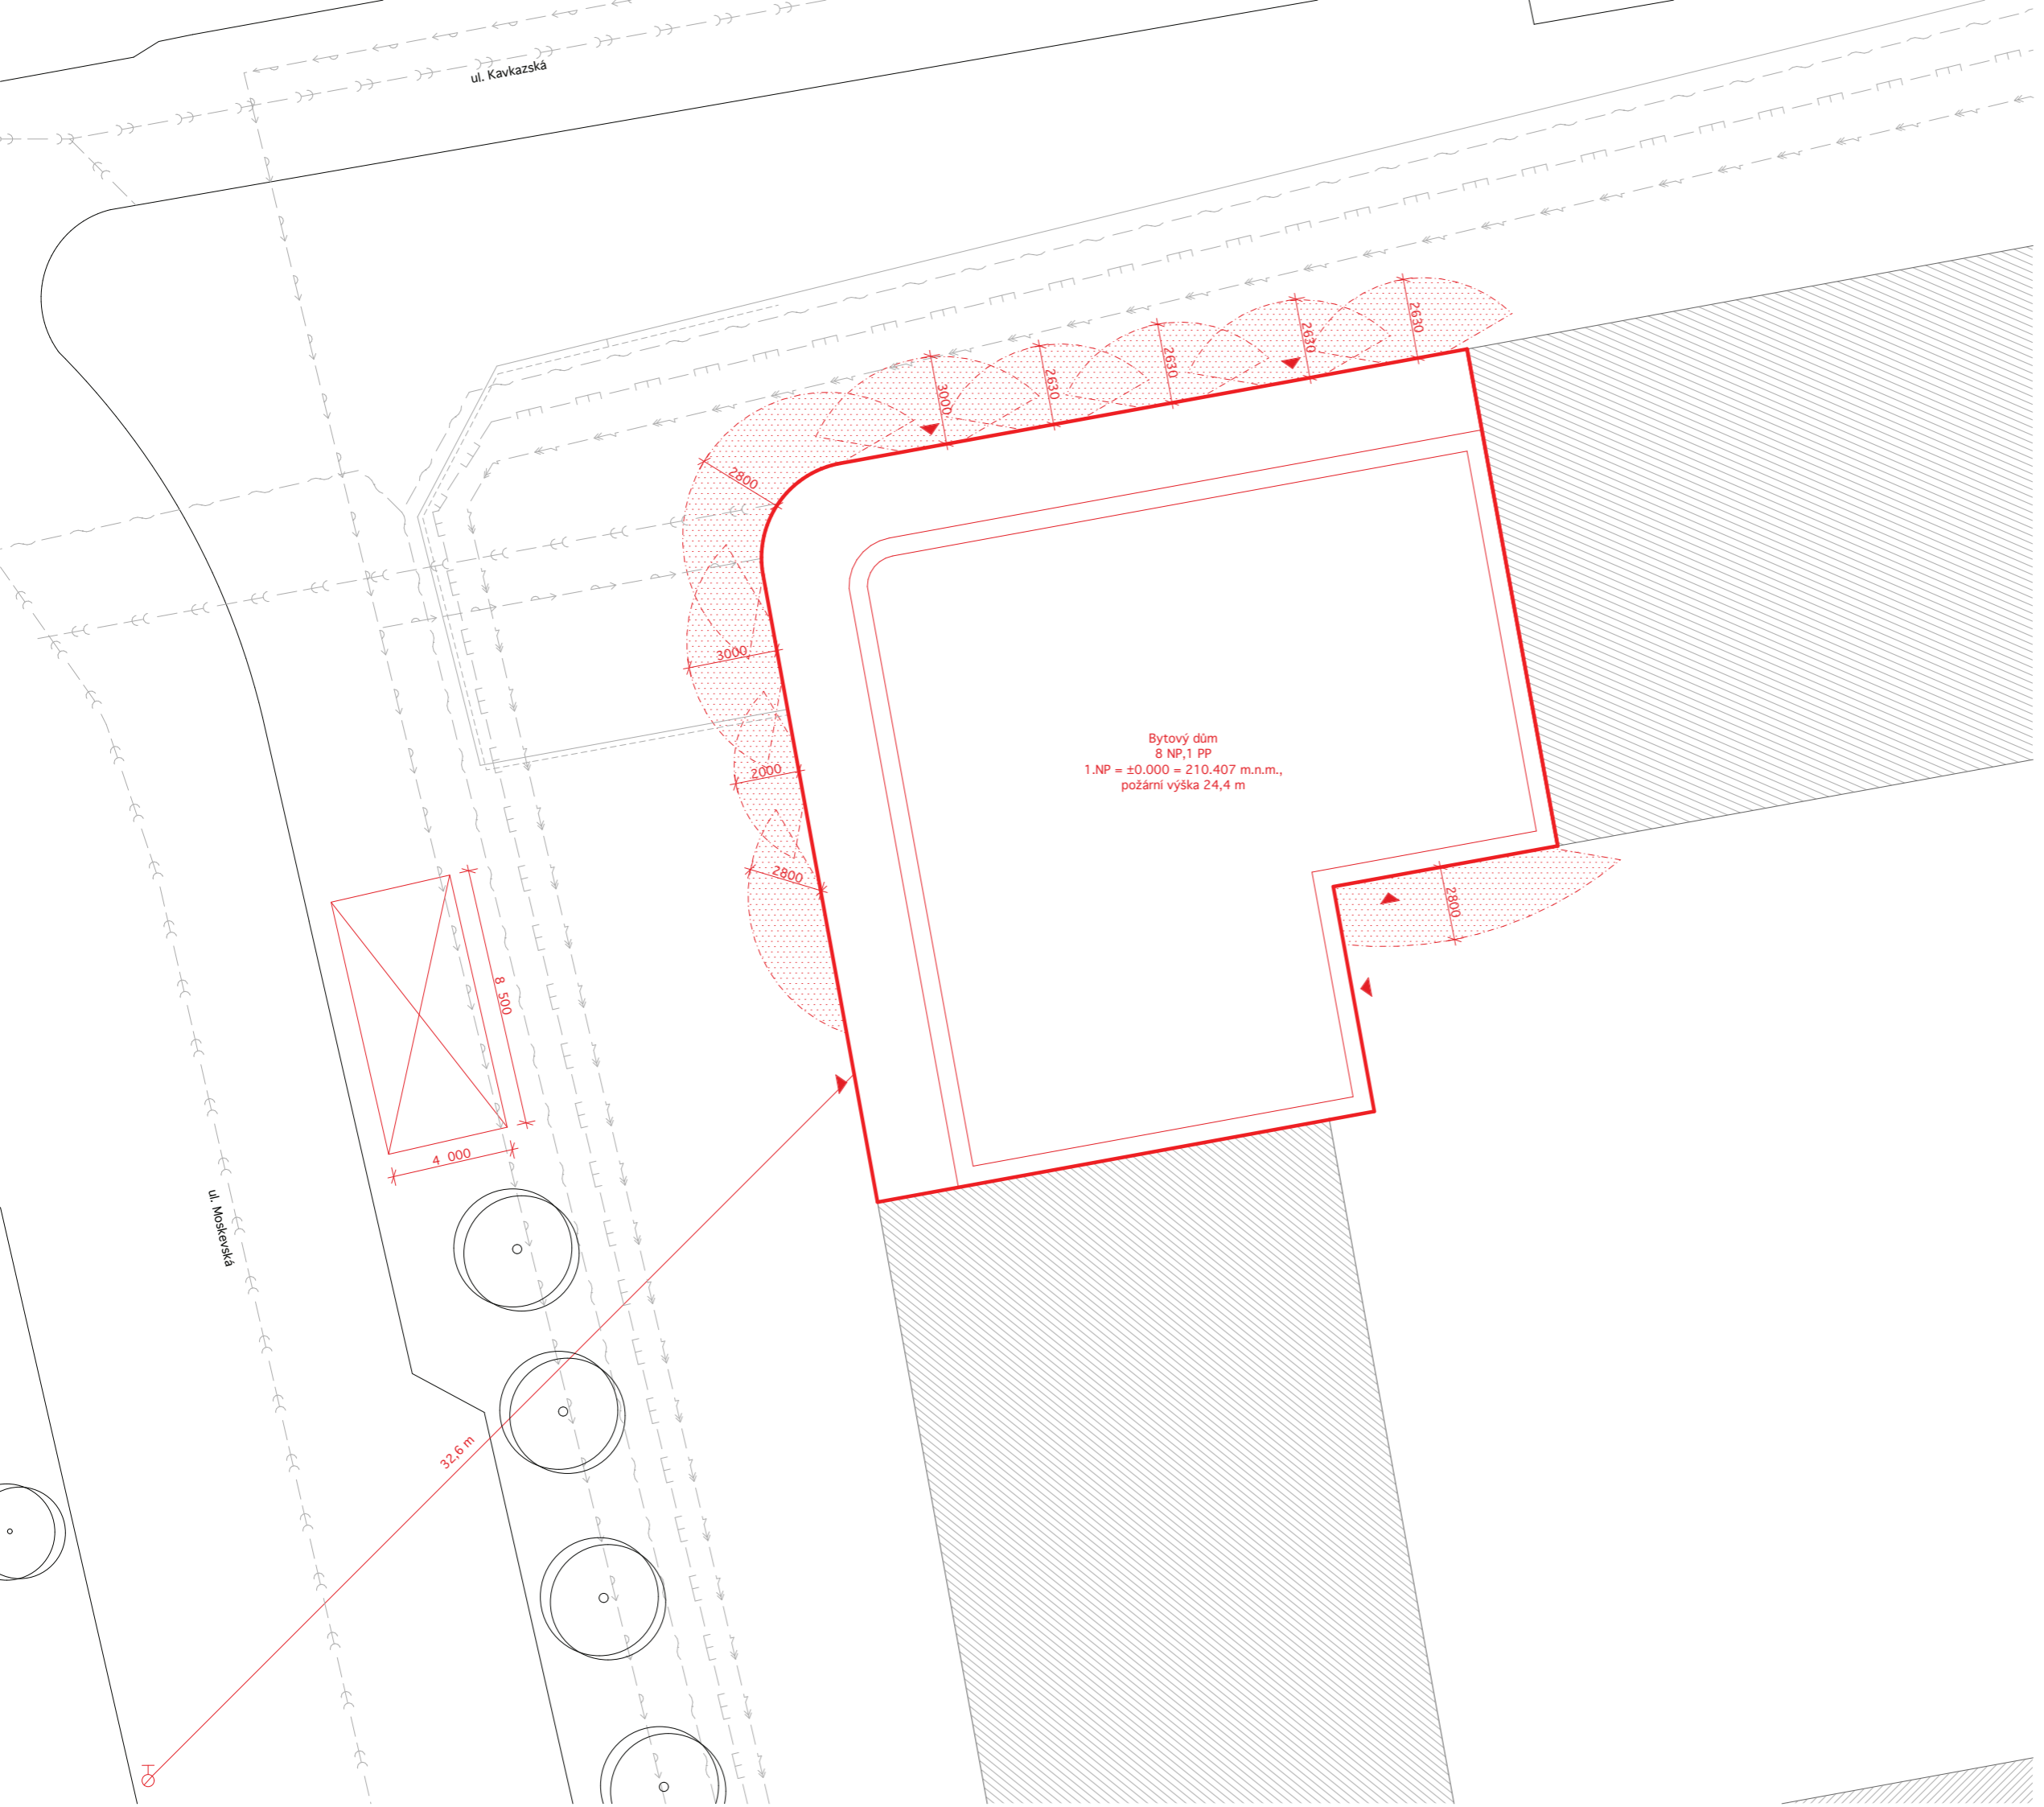 ul. Kavkazská
2630
2630
2630
2630
3000
2800
3000
2000
2800
Bytový dům
8 NP,1 PP
1.NP = ±0.000 = 210.407 m.n.m.,
požární výška 24,4 m
2800
8 500
4 000
ul. Moskevská
32,6 m